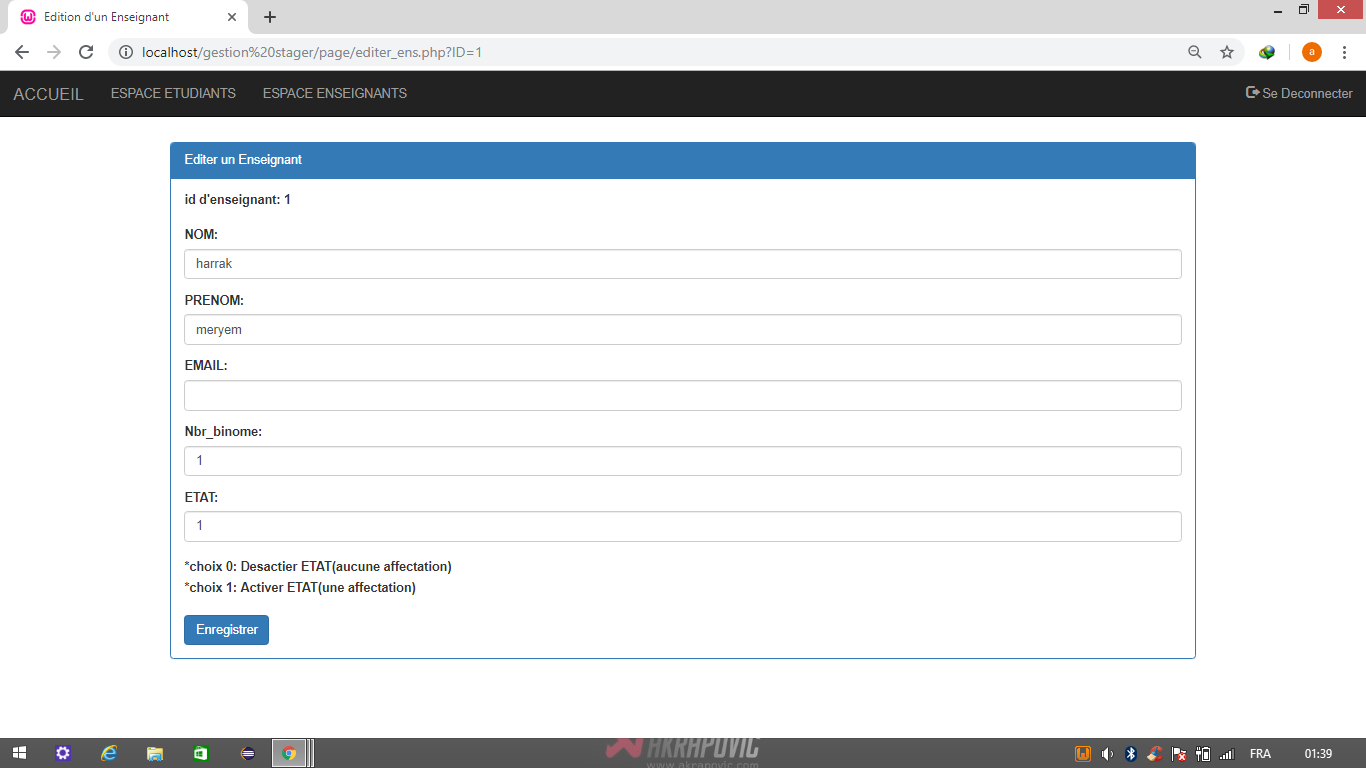 Edition d'un Enseignant
localhost/gestion%20stager/page/editer_ens.php?ID=1
a
ACCUEIL ESPACE ETUDIANTS ESPACE ENSEIGNANTS Se Deconnecter
Editer un Enseignant
id d'enseignant: 1
NOM:
harrak
PRENOM:
meryem
EMAIL:
Nbr_binome:
1
ETAT:
1
*choix 0: Desactier ETAT(aucune affectation)
*choix 1: Activer ETAT(une affectation)
Enregistrer
AKRAPOVIC
www.akrapovic.com
FRA 01:39